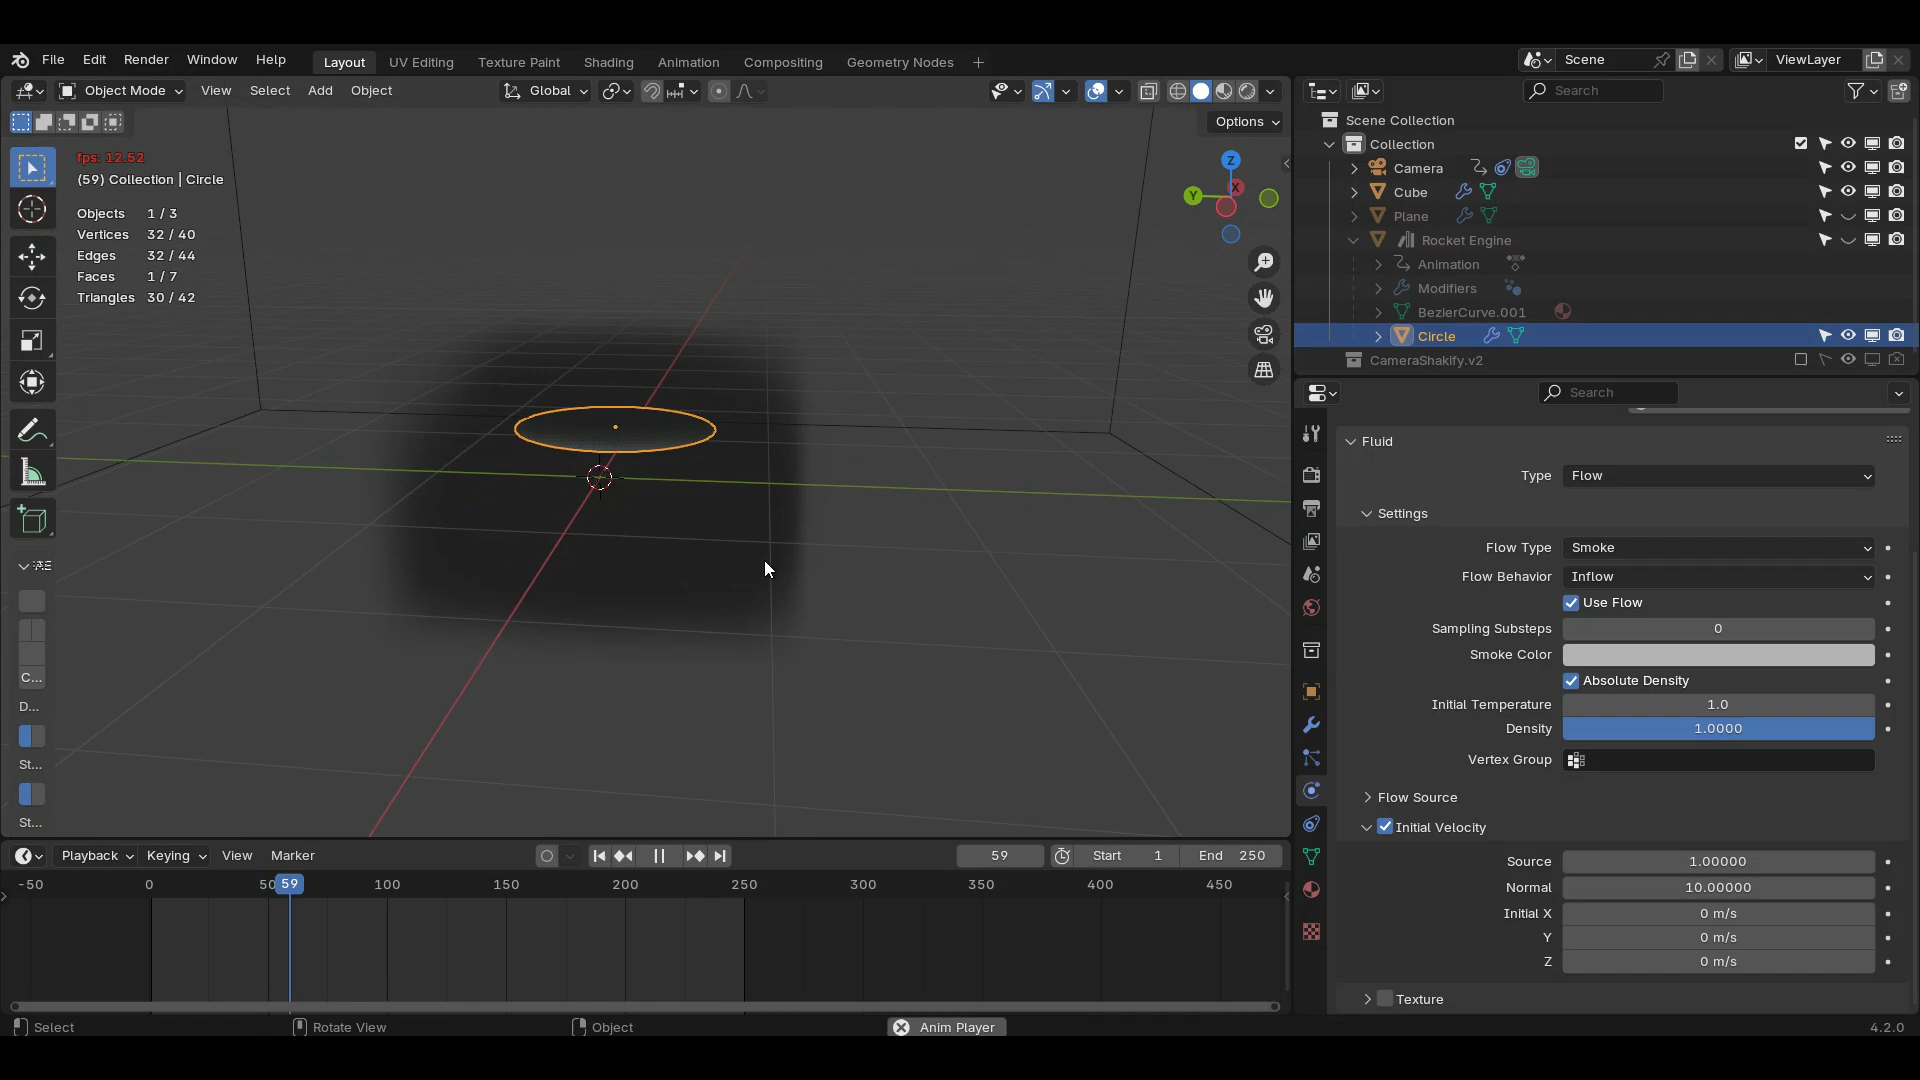 File Edit Render Window Help Layout UV Editing Texture Paint Shading Animation Compositing Geometry Nodes + Scene ViewLayer
Object Mode View Select Add Object Global Search
Options
fps: 12.52
(59) Collection | Circle
Objects 1 / 3
Vertices 32 / 40
Edges 32 / 44
Faces 1 / 7
Triangles 30 / 42
Z
X
Y
C...
D...
St...
St...
Scene Collection
Collection
Camera
Cube
Plane
Rocket Engine
Animation
Modifiers
BezierCurve.001
Circle
CameraShakify.v2
Search
Fluid
Type Flow
Settings
Flow Type Smoke
Flow Behavior Inflow
Use Flow
Sampling Substeps 0
Smoke Color
Absolute Density
Initial Temperature 1.0
Density 1.0000
Vertex Group
Flow Source
Initial Velocity
Source 1.00000
Normal 10.00000
Initial X 0 m/s
Y 0 m/s
Z 0 m/s
Texture
Playback Keying View Marker 59 Start 1 End 250
-50 0 50 59 100 150 200 250 300 350 400 450
Select Rotate View Object Anim Player 4.2.0